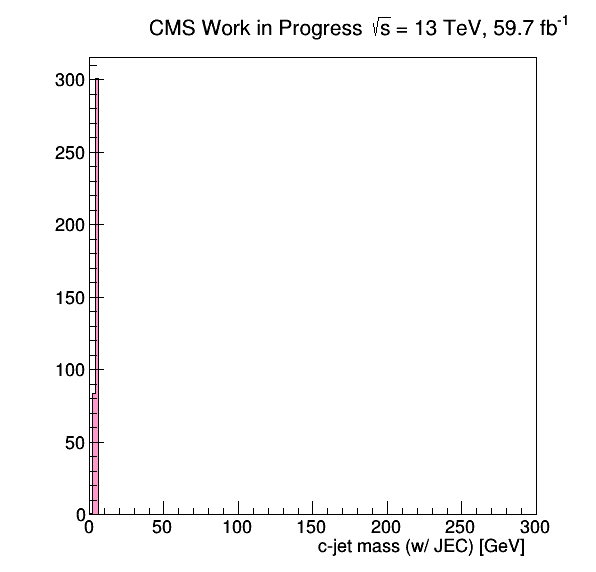 CMS Work in Progress √s = 13 TeV, 59.7 fb⁻¹
300
250
200
150
100
50
0
0 50 100 150 200 250 300
c-jet mass (w/ JEC) [GeV]